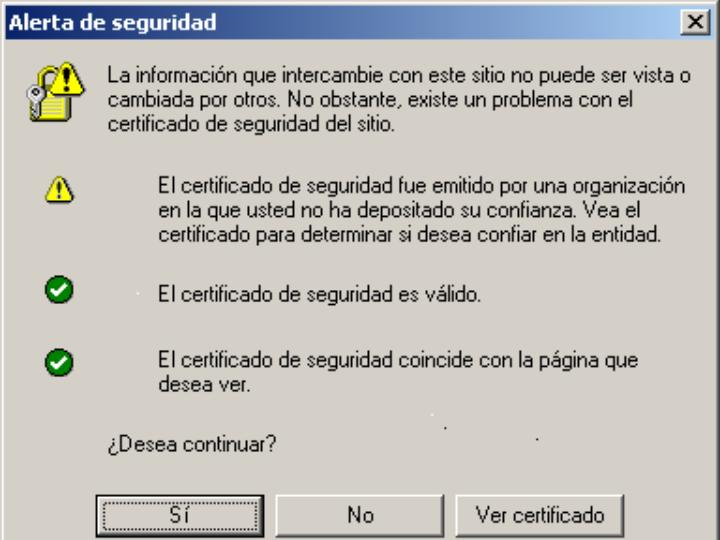 Alerta de seguridad
La información que intercambie con este sitio no puede ser vista o
cambiada por otros. No obstante, existe un problema con el
certificado de seguridad del sitio.
El certificado de seguridad fue emitido por una organización
en la que usted no ha depositado su confianza. Vea el
certificado para determinar si desea confiar en la entidad.
El certificado de seguridad es válido.
El certificado de seguridad coincide con la página que
desea ver.
¿Desea continuar?
Sí No Ver certificado